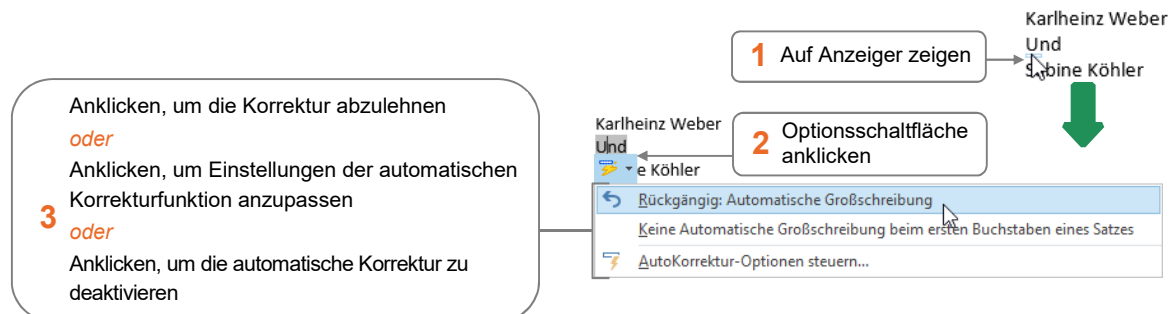 Karlheinz Weber
Und
Sabine Köhler
1 Auf Anzeiger zeigen
Karlheinz Weber
Und
e Köhler
2 Optionsschaltfläche
anklicken
Rückgängig: Automatische Großschreibung
Keine Automatische Großschreibung beim ersten Buchstaben eines Satzes
AutoKorrektur-Optionen steuern...
3
Anklicken, um die Korrektur abzulehnen
oder
Anklicken, um Einstellungen der automatischen
Korrekturfunktion anzupassen
oder
Anklicken, um die automatische Korrektur zu
deaktivieren